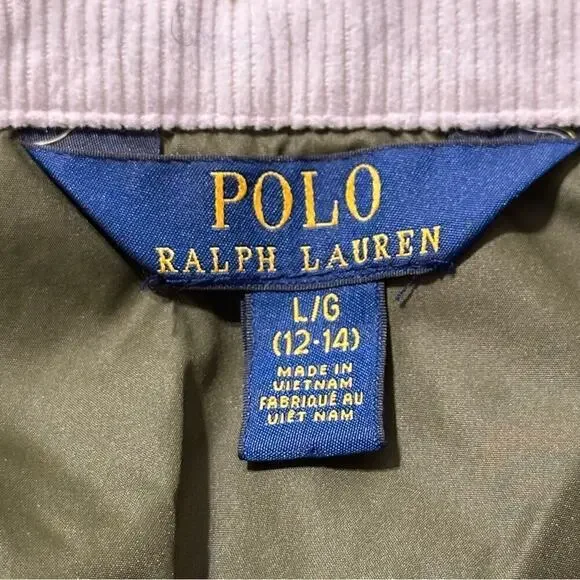 POLO
RALPH LAUREN
L/G
(12-14)
MADE IN
VIETNAM
FABRIQUÉ AU
VIÊT NAM